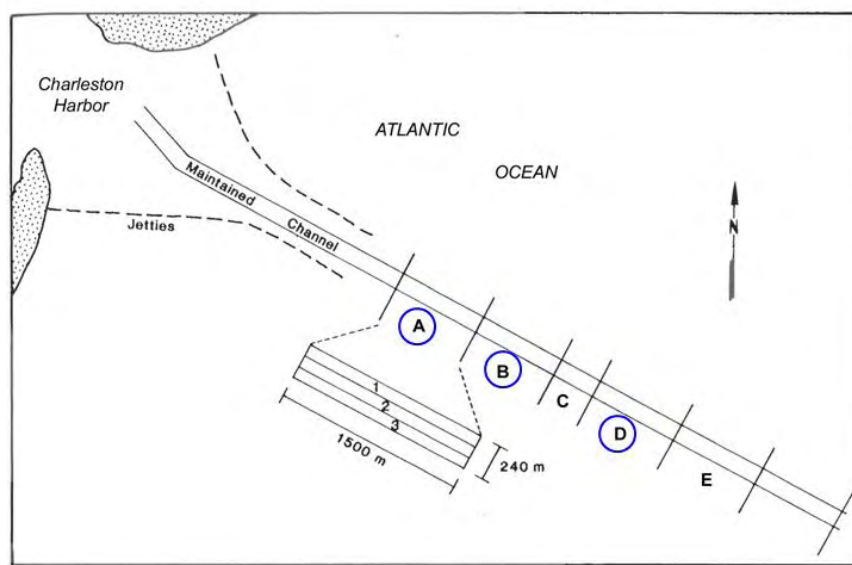 Charleston
Harbor
ATLANTIC
OCEAN
Maintained Channel
Jetties
N
A
B
C
D
E
1
2
3
1500 m
240 m